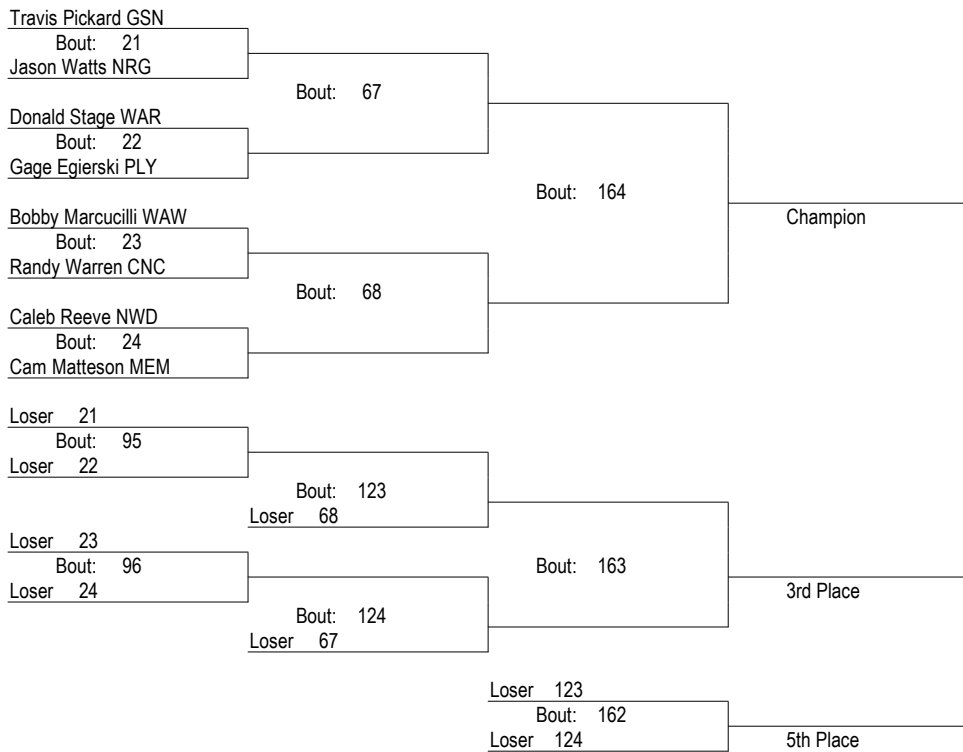 Travis Pickard GSN
Bout: 21
Jason Watts NRG
Bout: 67
Donald Stage WAR
Bout: 22
Gage Egierski PLY
Bout: 164
Champion
Bobby Marcucilli WAW
Bout: 23
Randy Warren CNC
Bout: 68
Caleb Reeve NWD
Bout: 24
Cam Matteson MEM
Loser 21
Bout: 95
Loser 22
Bout: 123
Loser 68
Loser 23
Bout: 96
Loser 24
Bout: 163
3rd Place
Bout: 124
Loser 67
Loser 123
Bout: 162
Loser 124
5th Place